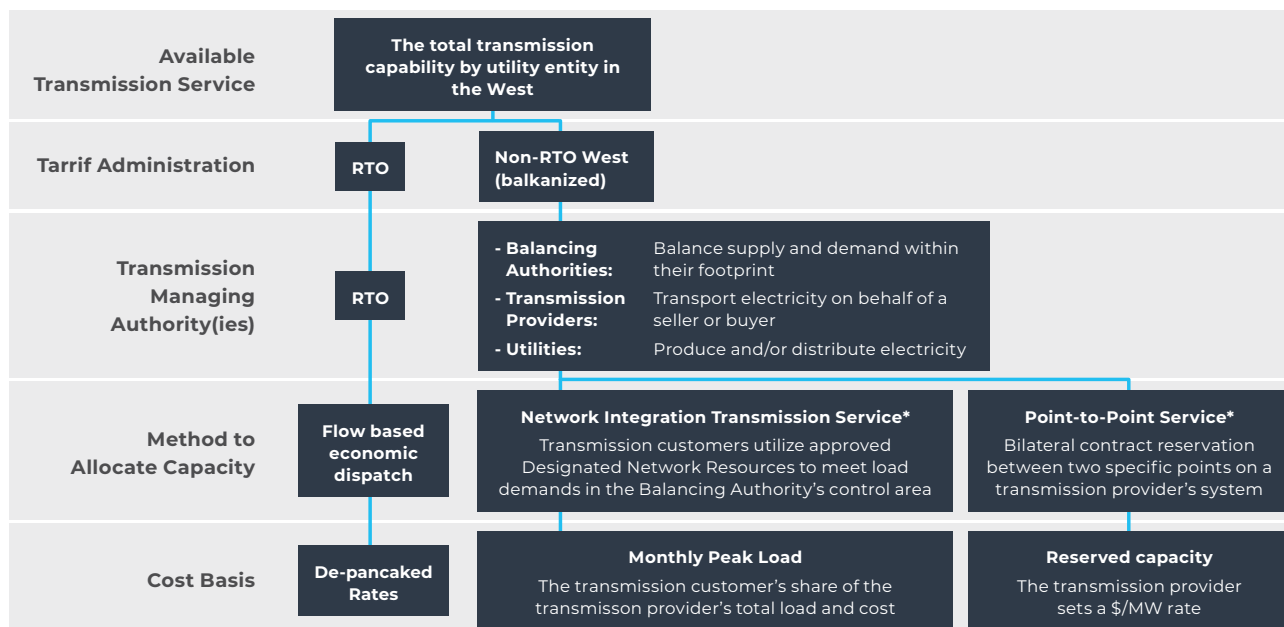 Available
Transmission Service
The total transmission
capability by utility entity in
the West
Tarrif Administration
RTO
Non-RTO West
(balkanized)
Transmission
Managing
Authority(ies)
RTO
- Balancing Authorities: Balance supply and demand within
their footprint
- Transmission Providers: Transport electricity on behalf of a
seller or buyer
- Utilities: Produce and/or distribute electricity
Method to
Allocate Capacity
Flow based
economic
dispatch
Network Integration Transmission Service*
Transmission customers utilize approved
Designated Network Resources to meet load
demands in the Balancing Authority's control area
Point-to-Point Service*
Bilateral contract reservation
between two specific points on a
transmission provider's system
Cost Basis
De-pancaked
Rates
Monthly Peak Load
The transmission customer's share of the
transmisson provider's total load and cost
Reserved capacity
The transmission provider
sets a $/MW rate